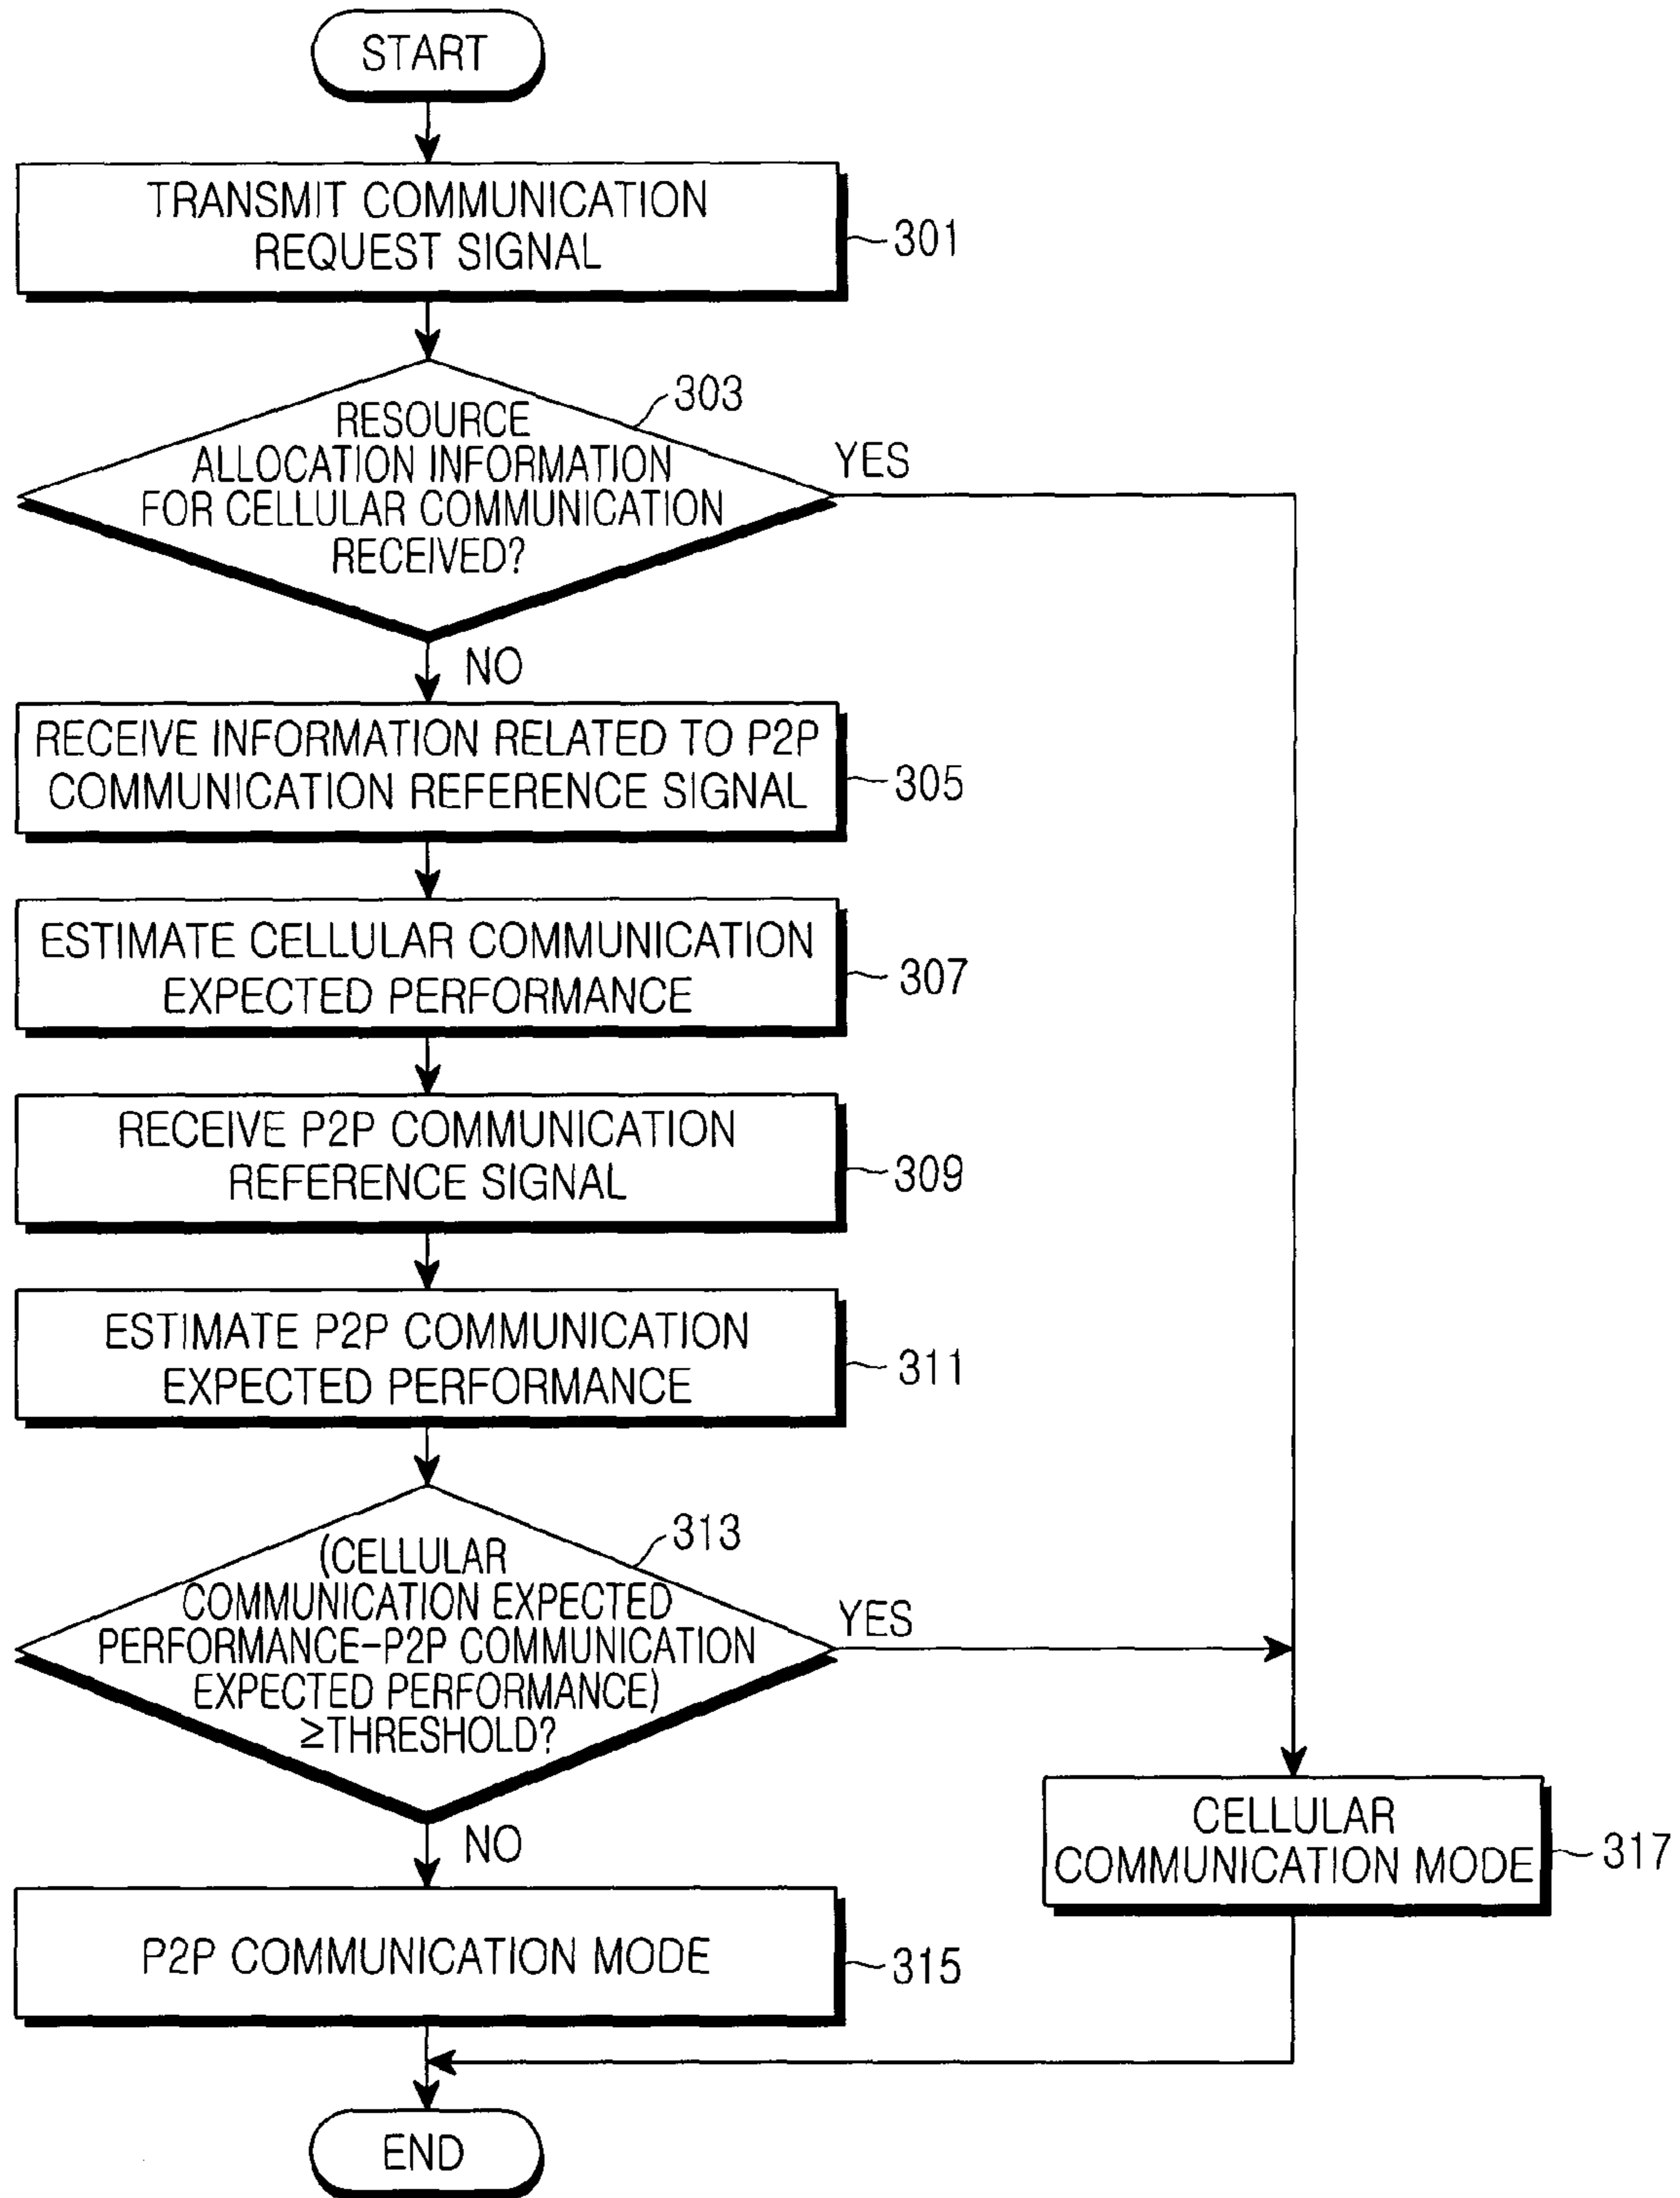 START
TRANSMIT COMMUNICATION
REQUEST SIGNAL
301
303
RESOURCE
ALLOCATION INFORMATION
FOR CELLULAR COMMUNICATION
RECEIVED?
YES
NO
RECEIVE INFORMATION RELATED TO P2P
COMMUNICATION REFERENCE SIGNAL
305
ESTIMATE CELLULAR COMMUNICATION
EXPECTED PERFORMANCE
307
RECEIVE P2P COMMUNICATION
REFERENCE SIGNAL
309
ESTIMATE P2P COMMUNICATION
EXPECTED PERFORMANCE
311
313
(CELLULAR
COMMUNICATION EXPECTED
PERFORMANCE-P2P COMMUNICATION
EXPECTED PERFORMANCE)
≥THRESHOLD?
YES
NO
CELLULAR
COMMUNICATION MODE
317
P2P COMMUNICATION MODE
315
END